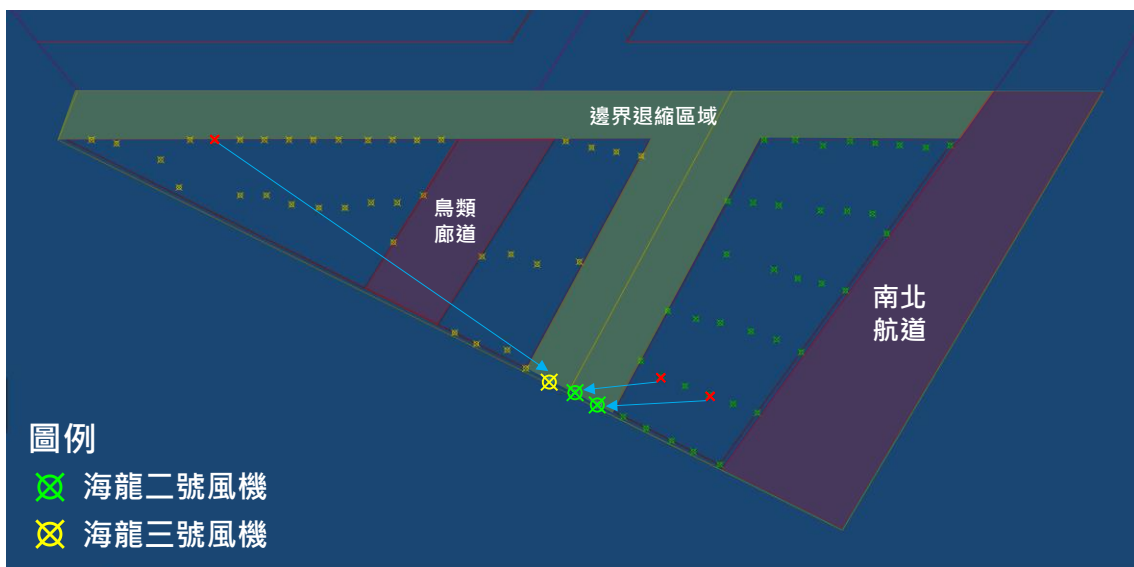 邊界退縮區域
鳥類
廊道
南北
航道
圖例
海龍二號風機
海龍三號風機